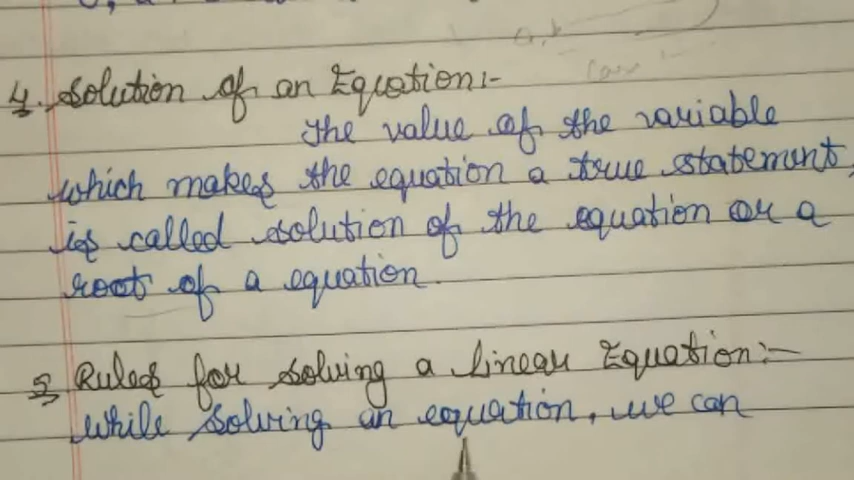 4. Solution of an Equation:-
The value of the variable
which makes the equation a true statement,
is called solution of the equation or a
root of a equation.
5 Rules for solving a linear Equation:-
while solving an equation, we can